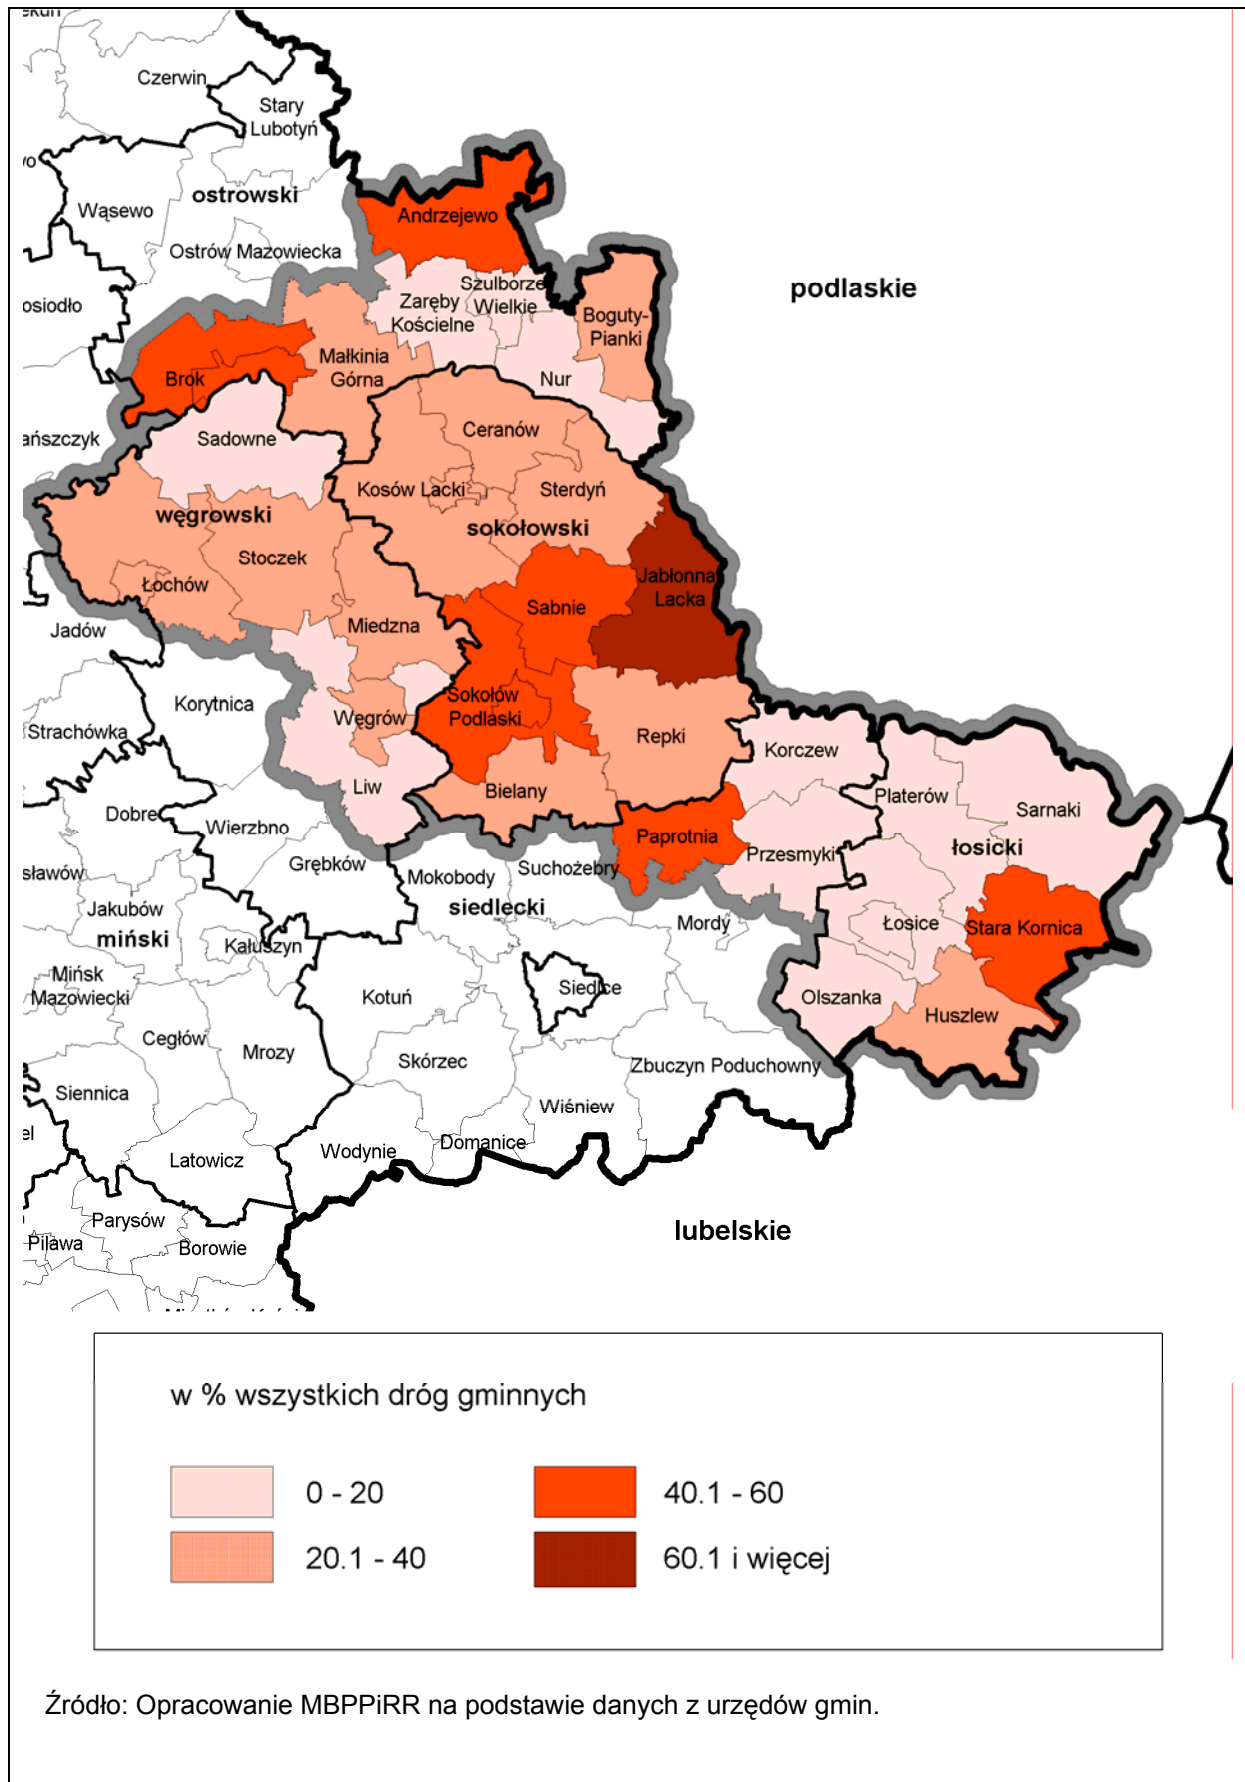 Czerwin
Stary
Lubotyń
ostrowski
Wąsewo
Andrzejewo
Ostrów Mazowiecka
podlaskie
osiodło
Szulborze
Wielkie
Zaręby
Kościelne
Boguty-
Pianki
Małkinia
Górna
Brok
Nur
Sadowne
Ceranów
ańszczyk
Kosów Lacki
Sterdyń
węgrowski
sokołowski
Stoczek
Łochów
Jabłonna
Lacka
Sabnie
Jadów
Miedzna
Korytnica
Sokołów
Podlaski
Węgrów
Strachówka
Repki
Korczew
Liw
Bielany
Platerów
Sarnaki
Dobre
Wierzbno
Paprotnia
Przesmyki
łosicki
Grębków
Suchożebry
sławów
Mokobody
siedlecki
Jakubów
miński
Mordy
Łosice
Stara Kornica
Kałuszyn
Mińsk
Mazowiecki
Kotuń
Siedlce
Olszanka
Huszlew
Cegłów
Mrozy
Skórzec
Zbuczyn Poduchowny
Siennica
Wiśniew
el
Domanice
Wodynie
Latowicz
Parysów
Pilawa
Borowie
lubelskie
w % wszystkich dróg gminnych
0 - 20
40.1 - 60
20.1 - 40
60.1 i więcej
Źródło: Opracowanie MBPPiRR na podstawie danych z urzędów gmin.